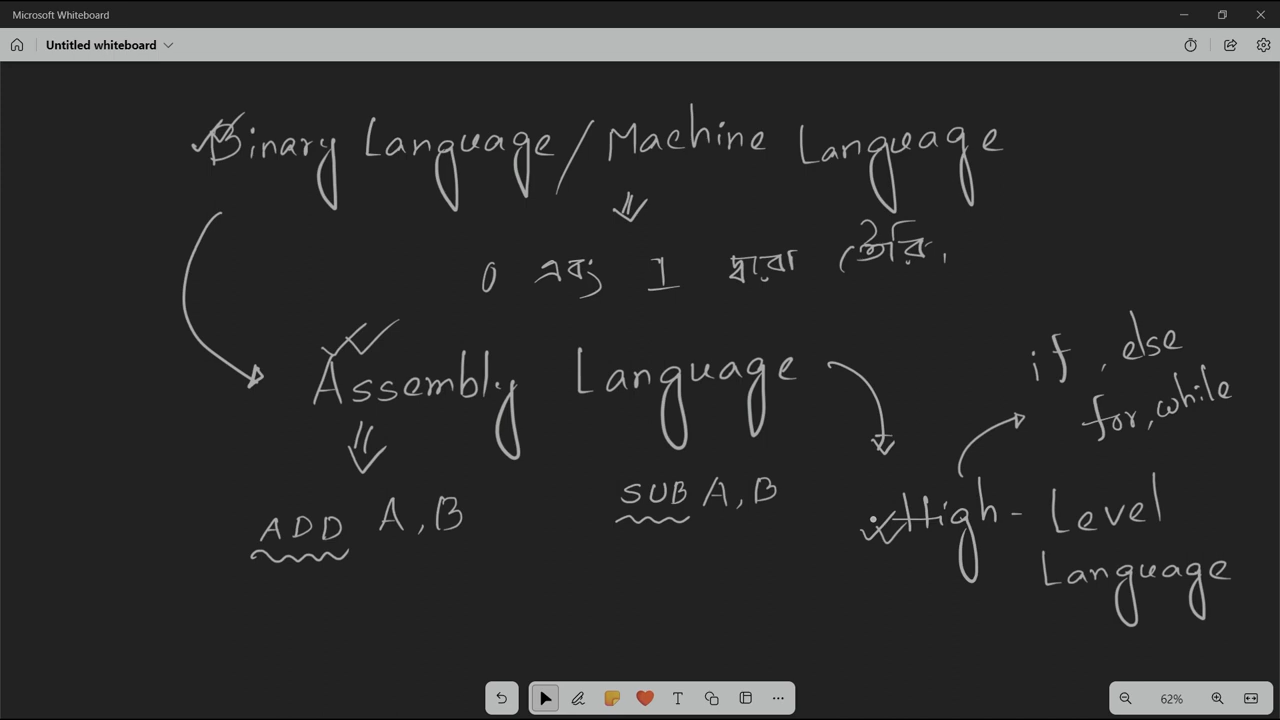 Microsoft Whiteboard
Untitled whiteboard
Binary Language/Machine Language
0 এবং 1 দ্বারা তৈরি,
Assembly Language
if, else
for, while
ADD A, B
SUB A, B
High-Level
Language
62%